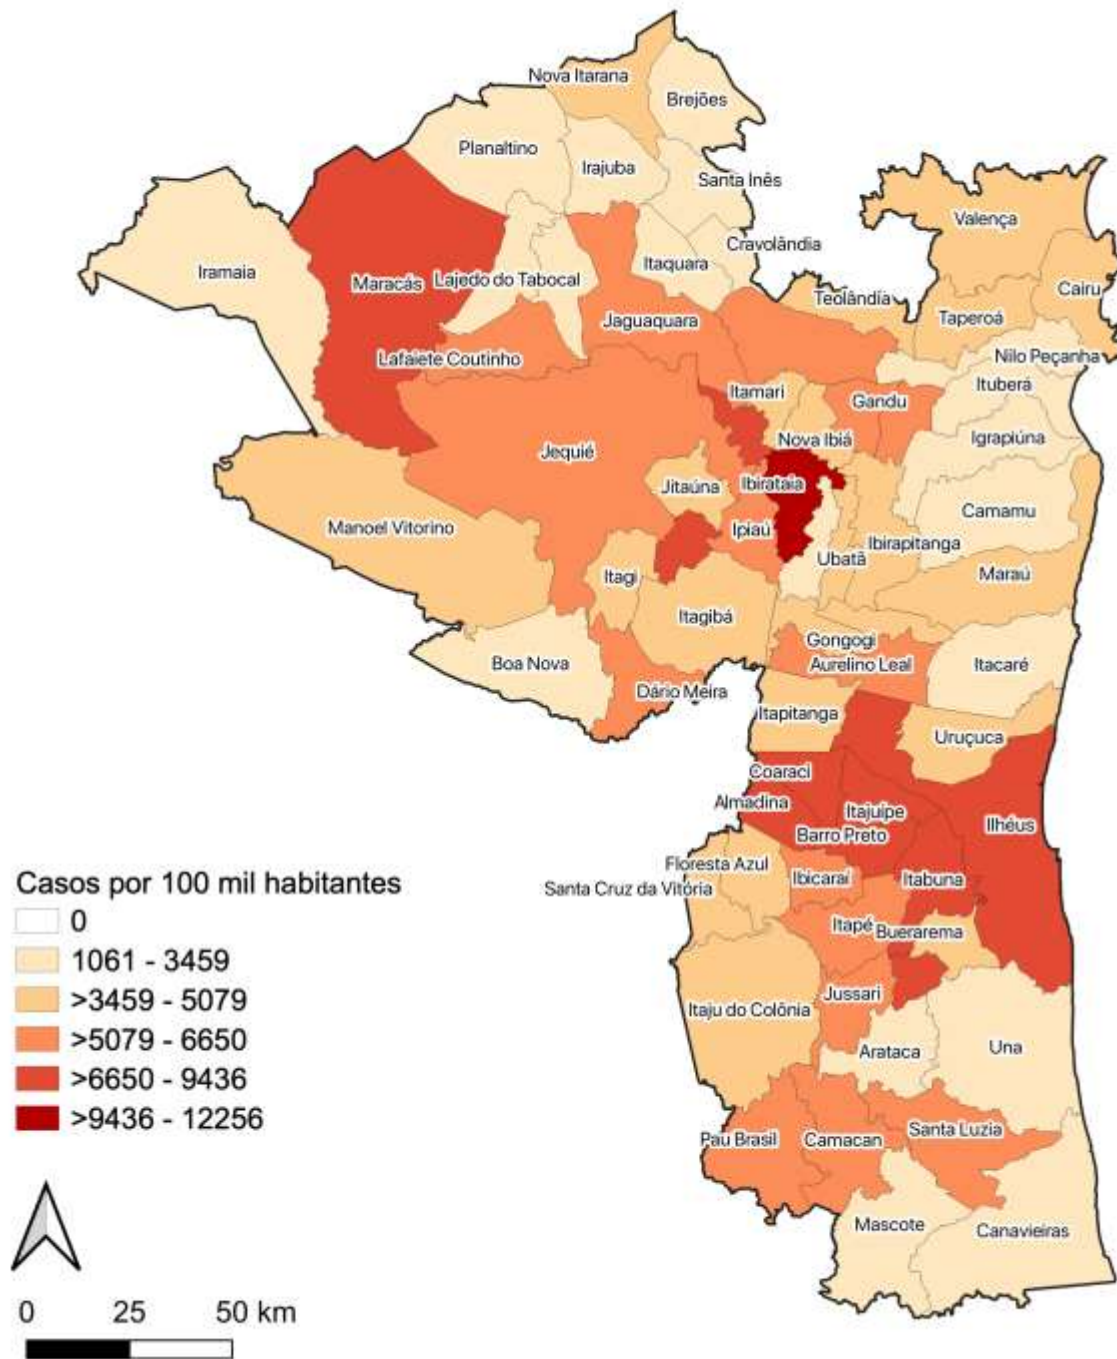 Nova Itarana
Brejões
Planaltino
Irajuba
Santa Inês
Valença
Cravolândia
Itaquara
Iramaia
Maracás
Lajedo do Tabocal
Cairu
Teolândia
Taperoá
Jaguaquara
Nilo Peçanha
Lafaiete Coutinho
Ituberá
Itamari
Gandu
Nova Ibiá
Igrapiúna
Jequié
Jitaúna
Ibirataia
Camamu
Manoel Vitorino
Ipiaú
Ibirapitanga
Ubatã
Maraú
Itagi
Itagibá
Gongogi
Boa Nova
Aurelino Leal
Itacaré
Dário Meira
Itapitanga
Uruçuca
Coaraci
Almadina
Itajuípe
Ilhéus
Barro Preto
Floresta Azul
Ibicaraí
Itabuna
Santa Cruz da Vitória
Itapé
Buerarema
Jussari
Itaju do Colônia
Arataca
Una
Pau Brasil
Camacan
Santa Luzia
Mascote
Canavieiras
Casos por 100 mil habitantes
0
1061 - 3459
>3459 - 5079
>5079 - 6650
>6650 - 9436
>9436 - 12256
0 25 50 km